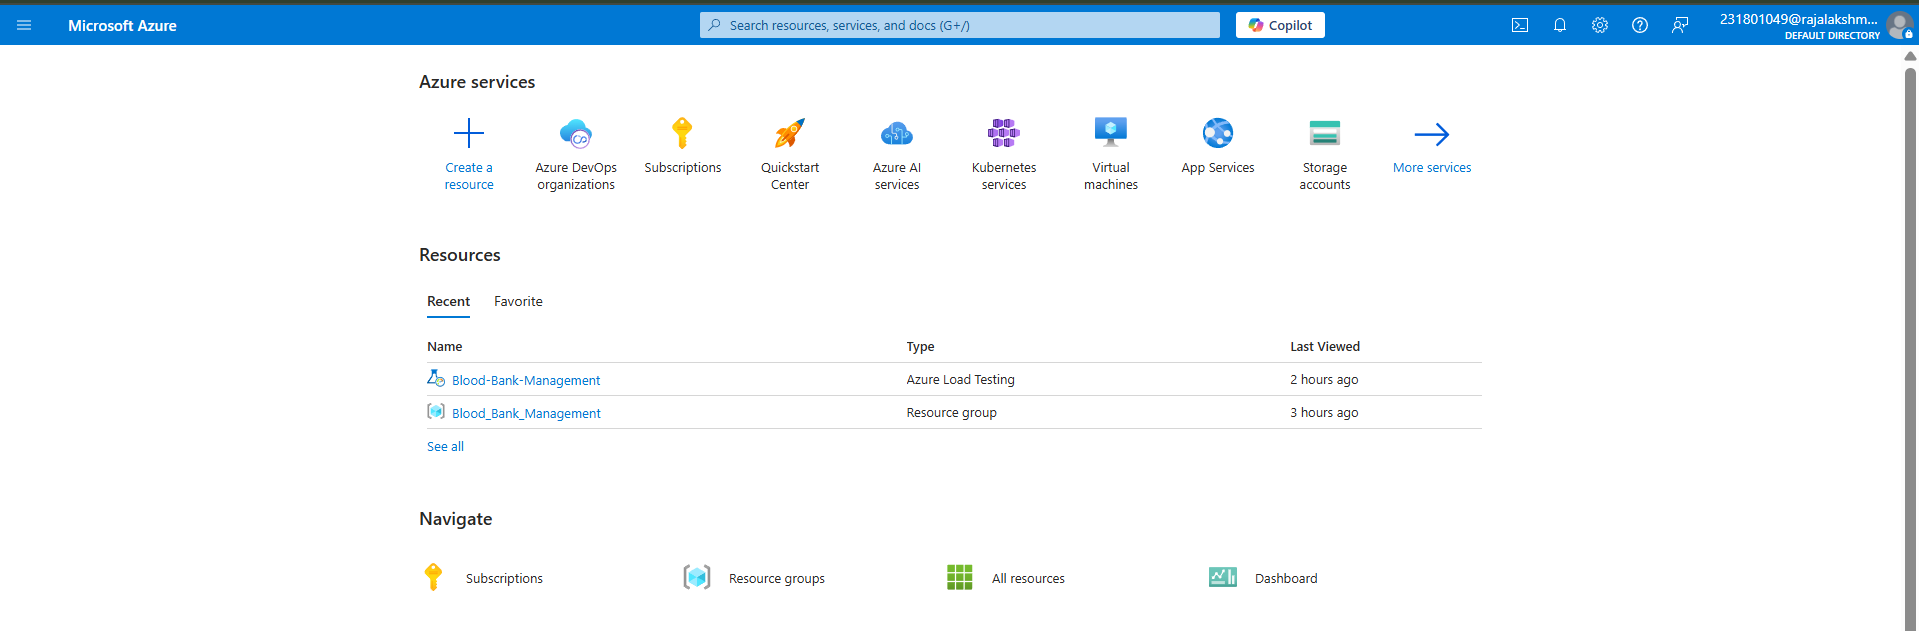 Microsoft Azure
Search resources, services, and docs (G+/)
Copilot
231801049@rajalakshm...
DEFAULT DIRECTORY
Azure services
Create a resource
Azure DevOps organizations
Subscriptions
Quickstart Center
Azure AI services
Kubernetes services
Virtual machines
App Services
Storage accounts
More services
Resources
Recent Favorite
Name Type Last Viewed
Blood-Bank-Management Azure Load Testing 2 hours ago
Blood_Bank_Management Resource group 3 hours ago
See all
Navigate
Subscriptions Resource groups All resources Dashboard